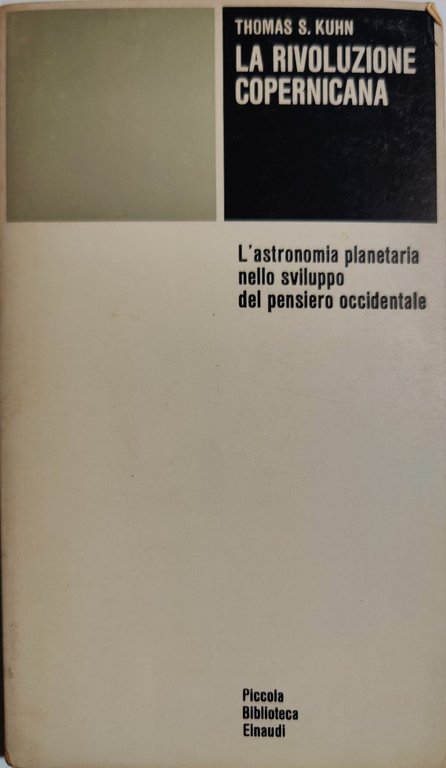 THOMAS S. KUHN
LA RIVOLUZIONE
COPERNICANA
L'astronomia planetaria
nello sviluppo
del pensiero occidentale
Piccola
Biblioteca
Einaudi